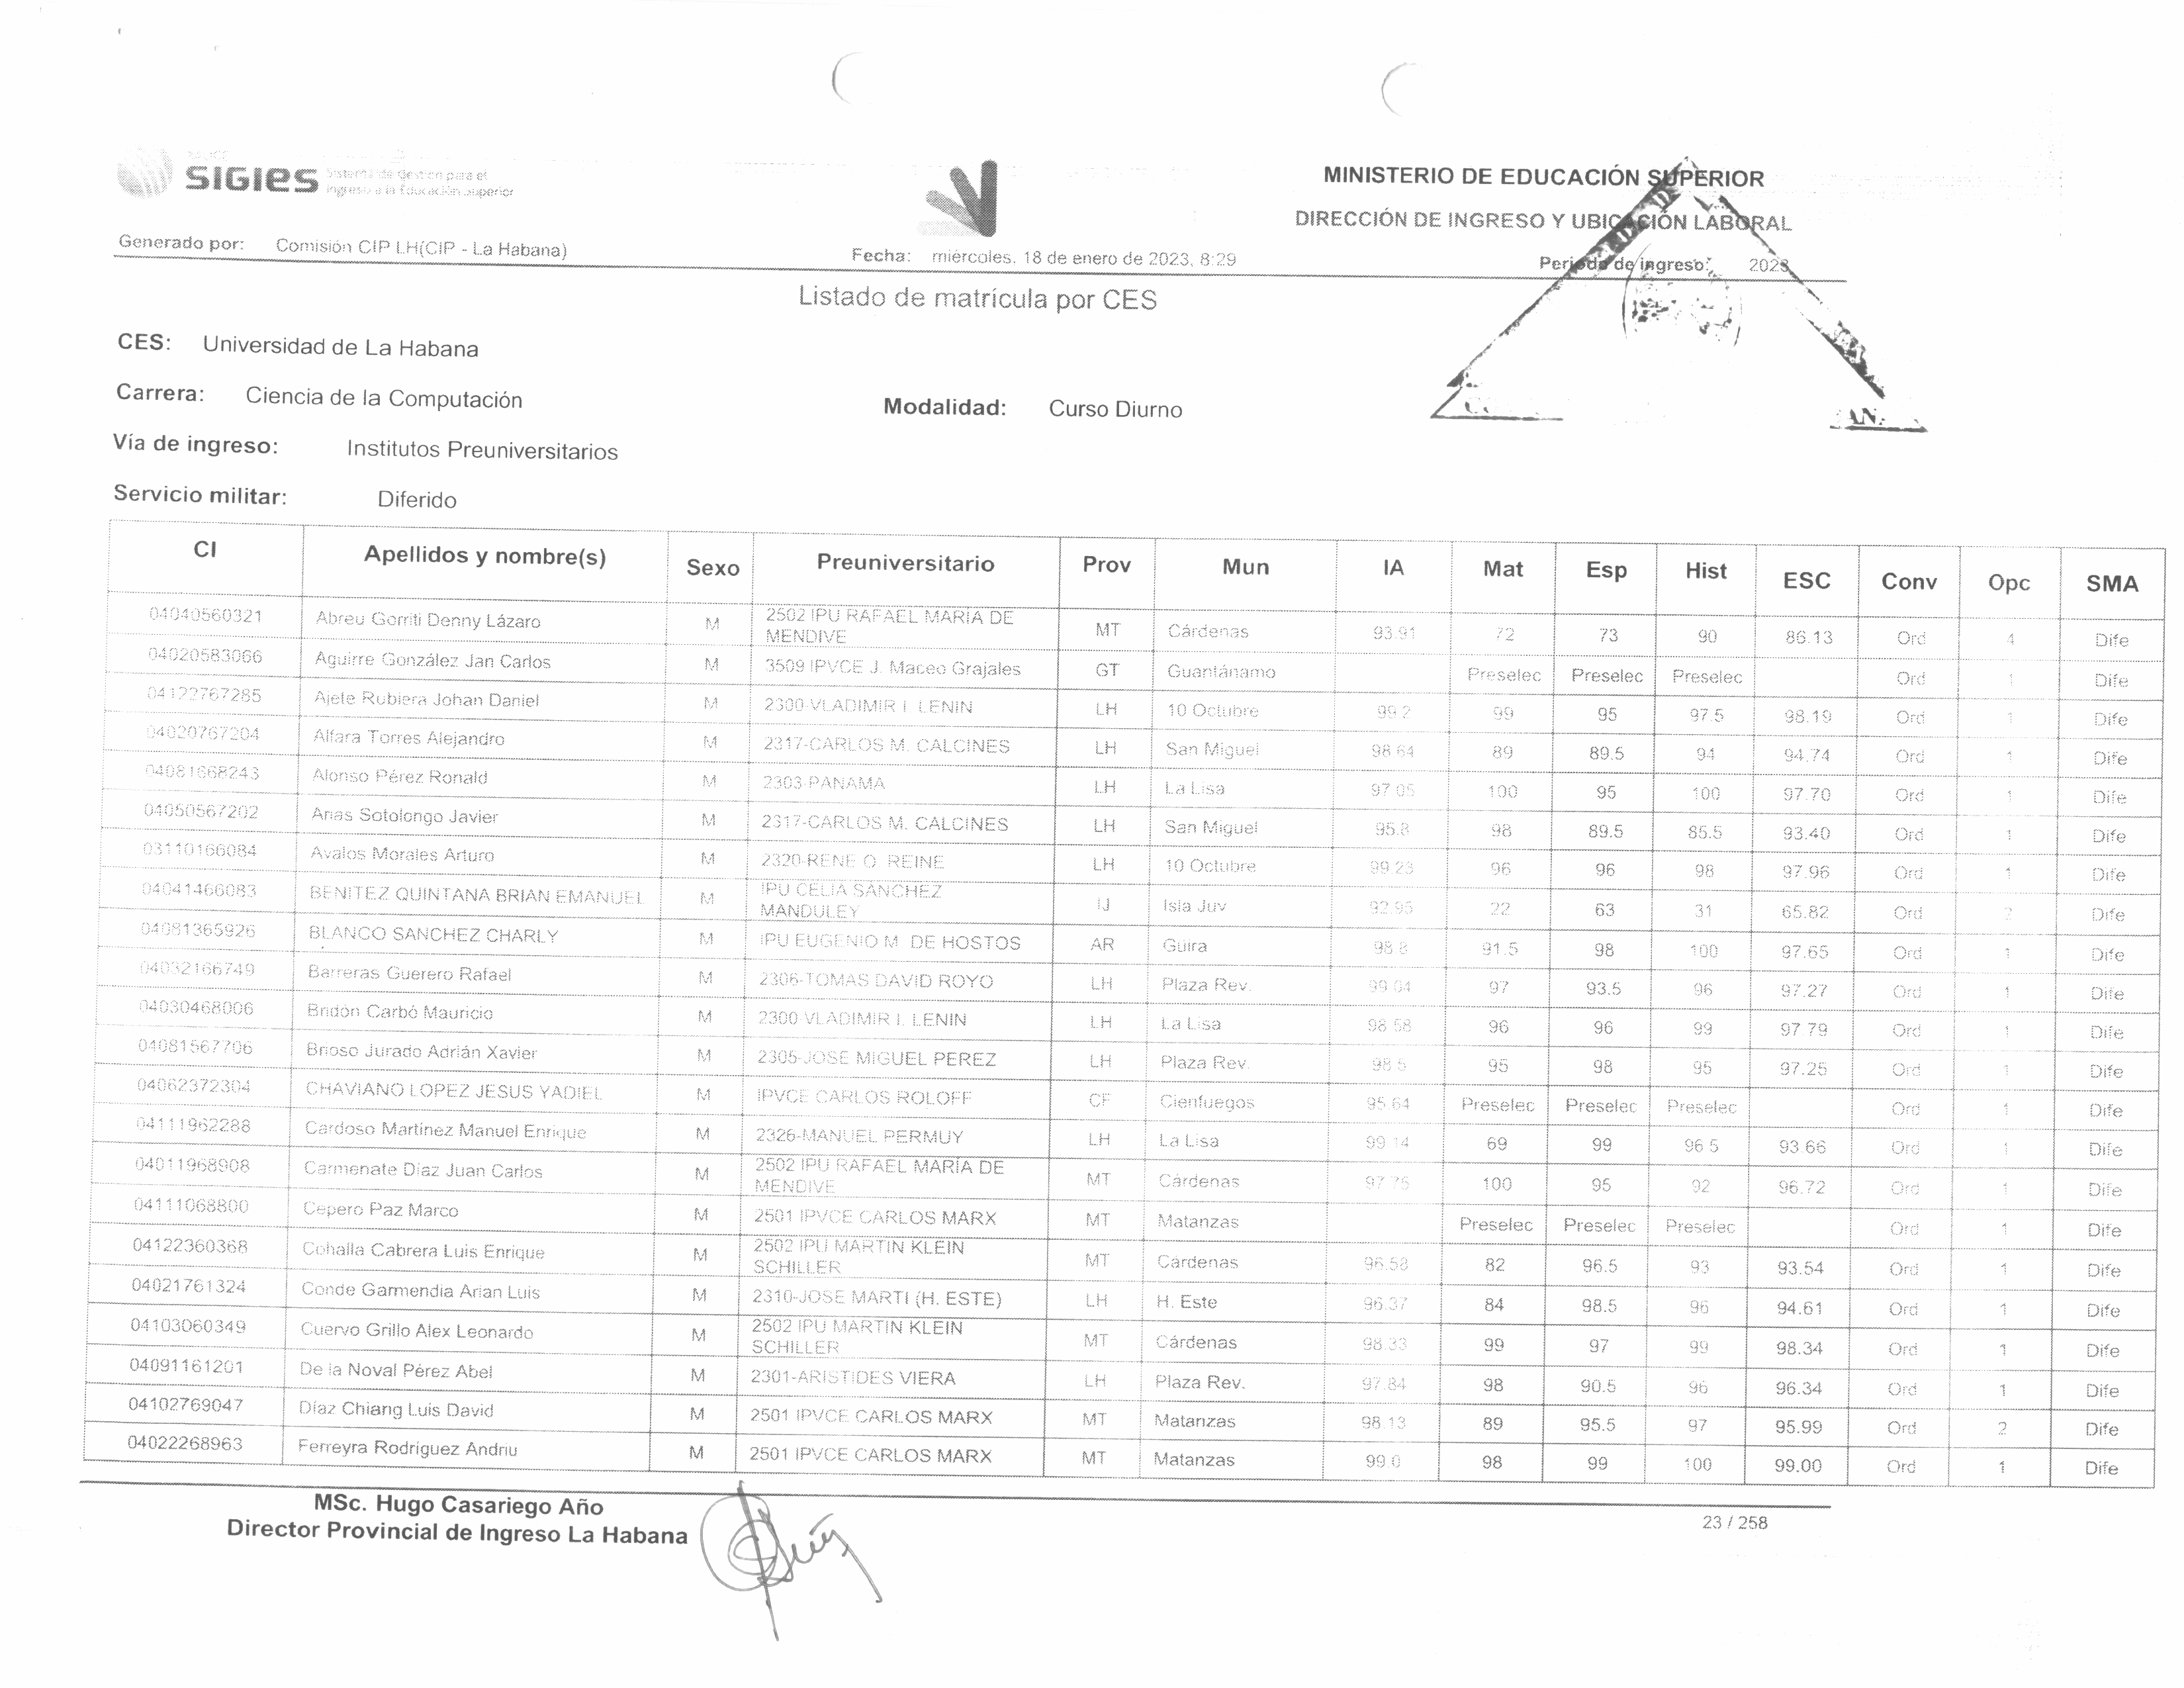 SIGIES Sistema de Gestión para el
Ingreso a la Educación Superior
MINISTERIO DE EDUCACIÓN SUPERIOR
DIRECCIÓN DE INGRESO Y UBICACIÓN LABORAL
Generado por: Comisión CIP LH(CIP - La Habana)
Fecha: miércoles, 18 de enero de 2023, 8:29
Periodo de ingreso: 2023
Listado de matrícula por CES
CES: Universidad de La Habana
Carrera: Ciencia de la Computación
Modalidad: Curso Diurno
Vía de ingreso: Institutos Preuniversitarios
Servicio militar: Diferido
CI Apellidos y nombre(s) Sexo Preuniversitario Prov Mun IA Mat Esp Hist ESC Conv Opc SMA
04040560321 Abreu Gorriti Denny Lázaro M 2502 IPU RAFAEL MARIA DE MENDIVE MT Cárdenas 93.91 72 73 90 86.13 Ord 4 Dife
04020583066 Aguirre González Jan Carlos M 3509 IPVCE J. Maceo Grajales GT Guantánamo Preselec Preselec Preselec Ord 1 Dife
04122767285 Ajete Rubiera Johan Daniel M 2300-VLADIMIR I. LENIN LH 10 Octubre 99.2 99 95 97.5 98.19 Ord 1 Dife
04020767204 Alfara Torres Alejandro M 2317-CARLOS M. CALCINES LH San Miguel 98.64 89 89.5 94 94.74 Ord 1 Dife
04081668243 Alonso Pérez Ronald M 2303-PANAMA LH La Lisa 97.05 100 95 100 97.70 Ord 1 Dife
04050567202 Arias Sotolongo Javier M 2317-CARLOS M. CALCINES LH San Miguel 95.8 98 89.5 85.5 93.40 Ord 1 Dife
03110166084 Avalos Morales Arturo M 2320-RENE O. REINE LH 10 Octubre 99.23 96 96 98 97.96 Ord 1 Dife
04041466083 BENITEZ QUINTANA BRIAN EMANUEL M IPU CELIA SANCHEZ MANDULEY IJ Isla Juv 92.95 22 63 31 65.82 Ord 2 Dife
04081365926 BLANCO SANCHEZ CHARLY M IPU EUGENIO M. DE HOSTOS AR Guira 98.8 91.5 98 100 97.65 Ord 1 Dife
04032166749 Barreras Guerero Rafael M 2306-TOMAS DAVID ROYO LH Plaza Rev. 99.04 97 93.5 96 97.27 Ord 1 Dife
04030468006 Bridón Carbó Mauricio M 2300 VLADIMIR I. LENIN LH La Lisa 98.58 96 96 99 97.79 Ord 1 Dife
04081567706 Brioso Jurado Adrián Xavier M 2305-JOSE MIGUEL PEREZ LH Plaza Rev. 98.5 95 98 95 97.25 Ord 1 Dife
04062372304 CHAVIANO LOPEZ JESUS YADIEL M IPVCE CARLOS ROLOFF CF Cienfuegos 95.64 Preselec Preselec Preselec Ord 1 Dife
04111962288 Cardoso Martínez Manuel Enrique M 2326-MANUEL PERMUY LH La Lisa 99.14 69 99 96.5 93.66 Ord 1 Dife
04011968908 Carmenate Díaz Juan Carlos M 2502 IPU RAFAEL MARÍA DE MENDIVE MT Cárdenas 97.75 100 95 92 96.72 Ord 1 Dife
04111068800 Cepero Paz Marco M 2501 IPVCE CARLOS MARX MT Matanzas Preselec Preselec Preselec Ord 1 Dife
04122360368 Cohalla Cabrera Luis Enrique M 2502 IPU MARTIN KLEIN SCHILLER MT Cárdenas 96.58 82 96.5 93 93.54 Ord 1 Dife
04021761324 Conde Garmendia Arian Luis M 2310-JOSE MARTI (H. ESTE) LH H. Este 96.37 84 98.5 96 94.61 Ord 1 Dife
04103060349 Cuervo Grillo Alex Leonardo M 2502 IPU MARTIN KLEIN SCHILLER MT Cárdenas 98.33 99 97 99 98.34 Ord 1 Dife
04091161201 De la Noval Pérez Abel M 2301-ARISTIDES VIERA LH Plaza Rev. 97.84 98 90.5 96 96.34 Ord 1 Dife
04102769047 Díaz Chiang Luis David M 2501 IPVCE CARLOS MARX MT Matanzas 98.13 89 95.5 97 95.99 Ord 2 Dife
04022268963 Ferreyra Rodríguez Andriu M 2501 IPVCE CARLOS MARX MT Matanzas 99.0 98 99 100 99.00 Ord 1 Dife
MSc. Hugo Casariego Año
Director Provincial de Ingreso La Habana
23 / 258